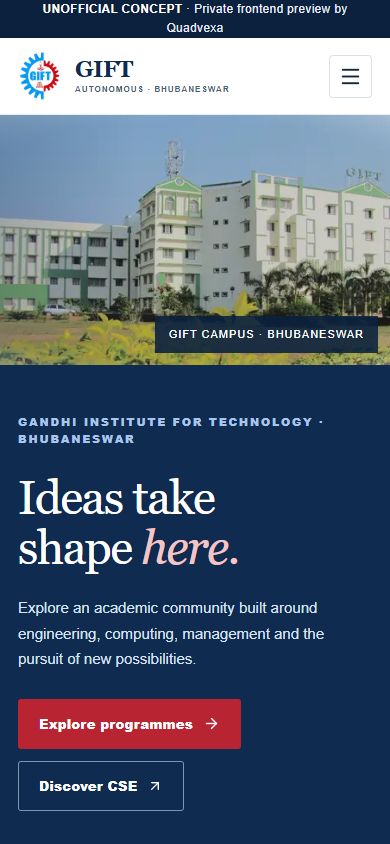 UNOFFICIAL CONCEPT · Private frontend preview by
Quadvexa
GIFT
GIFT
AUTONOMOUS · BHUBANESWAR
GIFT
GIFT CAMPUS · BHUBANESWAR
GANDHI INSTITUTE FOR TECHNOLOGY ·
BHUBANESWAR
Ideas take
shape here.
Explore an academic community built around
engineering, computing, management and the
pursuit of new possibilities.
Explore programmes →
Discover CSE ↗